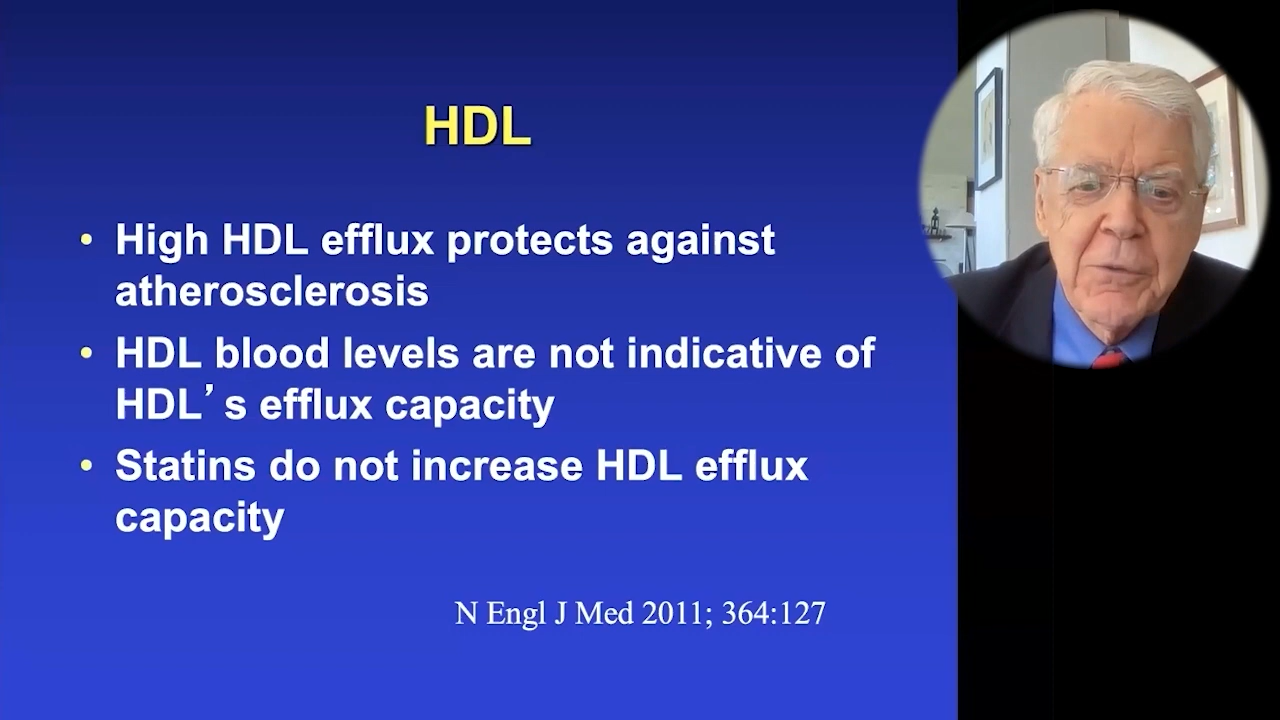 HDL
• High HDL efflux protects against
atherosclerosis
• HDL blood levels are not indicative of
HDL’s efflux capacity
• Statins do not increase HDL efflux
capacity
N Engl J Med 2011; 364:127